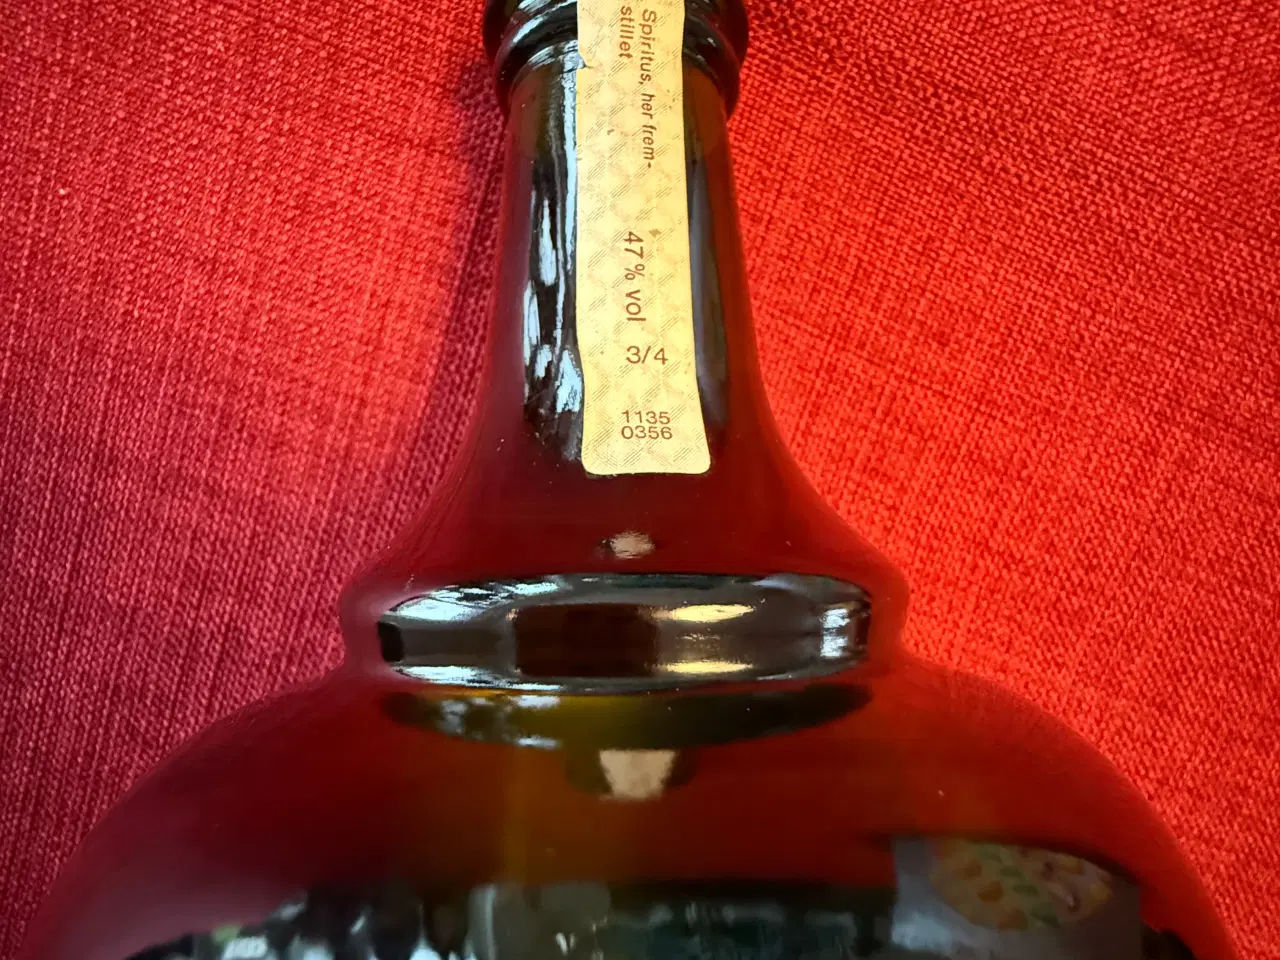 Spiritus, her frem-
stillet
47% vol
3/4
1135
0356